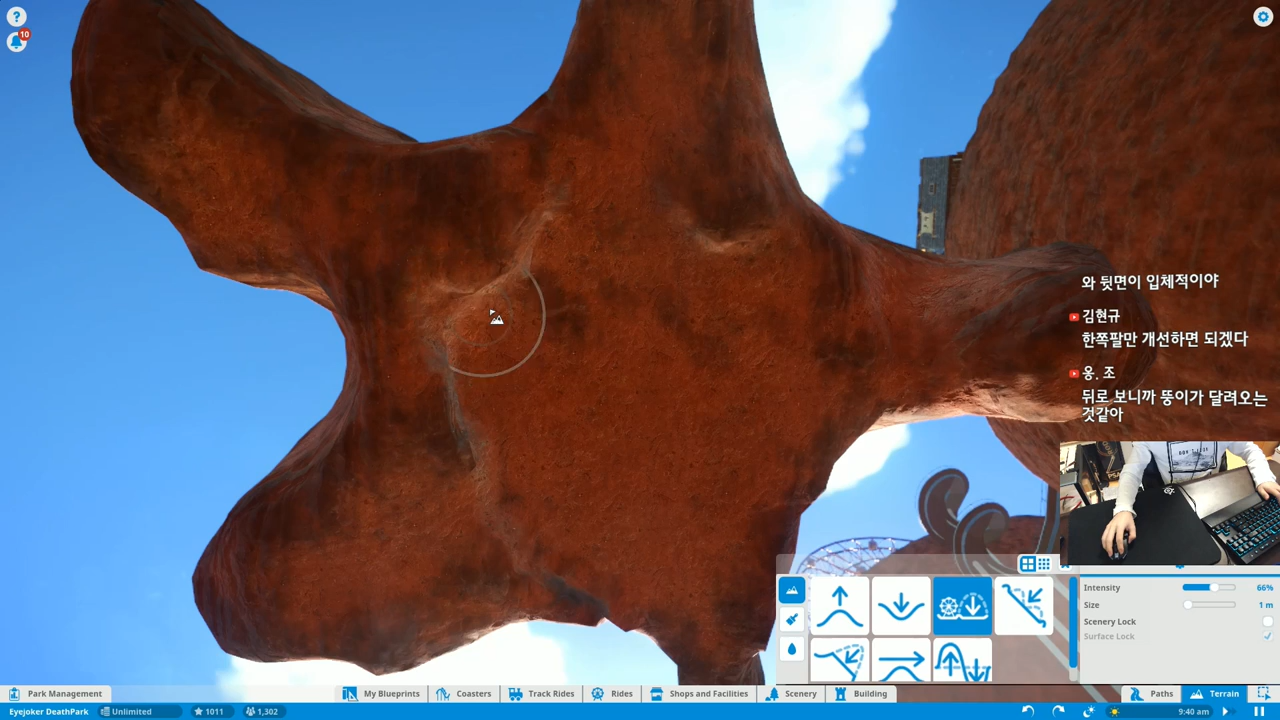 ?
10
와 뒷면이 입체적이야
김현규
한쪽팔만 개선하면 되겠다
옹. 조
뒤로 보니까 뚱이가 달려오는
것같아
Intensity
66%
Size
1 m
Scenery Lock
Surface Lock
Park Management
My Blueprints
Coasters
Track Rides
Rides
Shops and Facilities
Scenery
Building
Paths
Terrain
Eyejoker DeathPark
Unlimited
1011
1,302
9:40 am